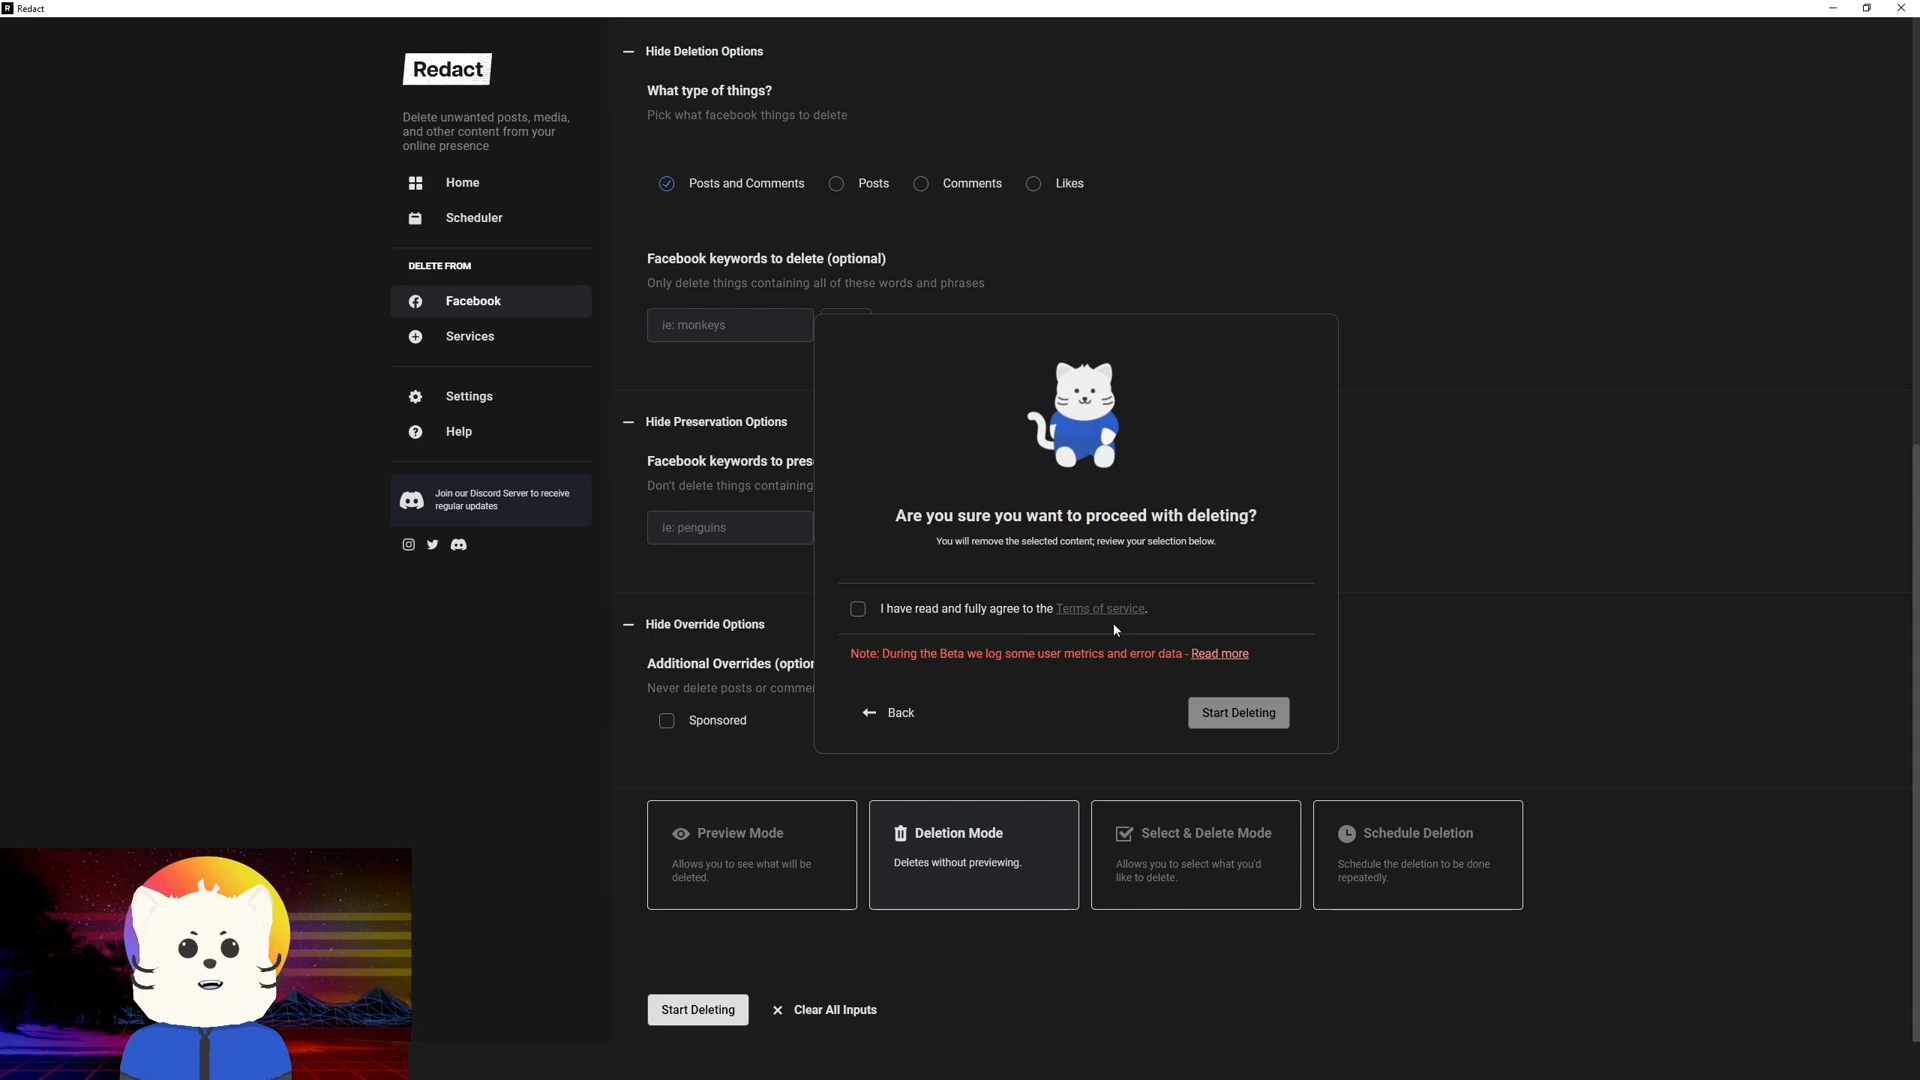 R Redact
Redact
Delete unwanted posts, media,
and other content from your
online presence
Home
Scheduler
DELETE FROM
Facebook
Services
Settings
Help
Join our Discord Server to receive
regular updates
Hide Deletion Options
What type of things?
Pick what facebook things to delete
Posts and Comments
Posts
Comments
Likes
Facebook keywords to delete (optional)
Only delete things containing all of these words and phrases
ie: monkeys
Hide Preservation Options
Facebook keywords to pres
Don't delete things containing
ie: penguins
Hide Override Options
Additional Overrides (option
Never delete posts or commen
Sponsored
Are you sure you want to proceed with deleting?
You will remove the selected content; review your selection below.
I have read and fully agree to the Terms of service.
Note: During the Beta we log some user metrics and error data - Read more
Back
Start Deleting
Preview Mode
Allows you to see what will be
deleted.
Deletion Mode
Deletes without previewing.
Select & Delete Mode
Allows you to select what you'd
like to delete.
Schedule Deletion
Schedule the deletion to be done
repeatedly.
Start Deleting
Clear All Inputs